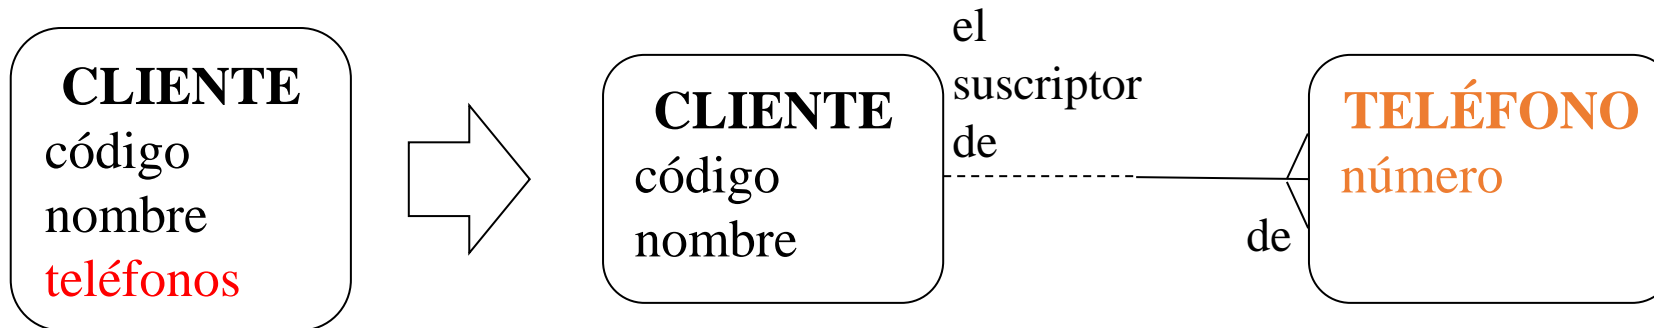 CLIENTE
código
nombre
teléfonos
CLIENTE
código
nombre
el
suscriptor
de
de
TELÉFONO
número